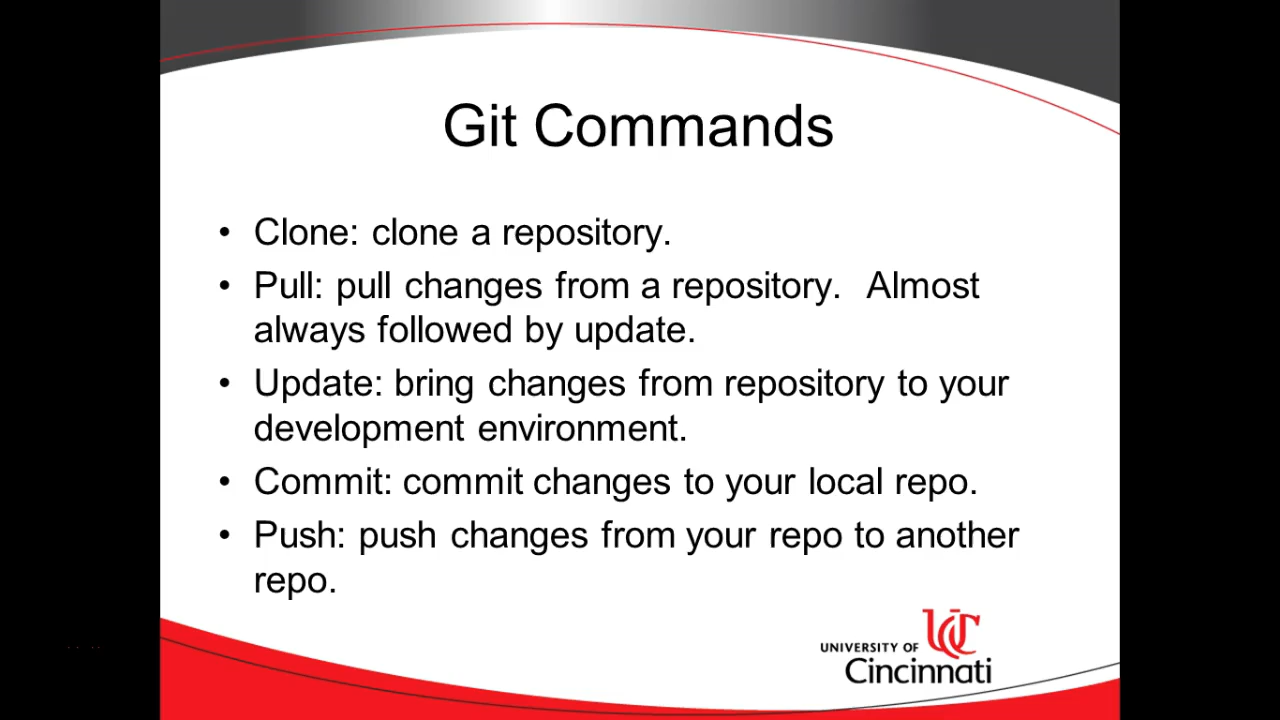 Git Commands
• Clone: clone a repository.
• Pull: pull changes from a repository.  Almost
always followed by update.
• Update: bring changes from repository to your
development environment.
• Commit: commit changes to your local repo.
• Push: push changes from your repo to another
repo.
UC
UNIVERSITY OF
Cincinnati